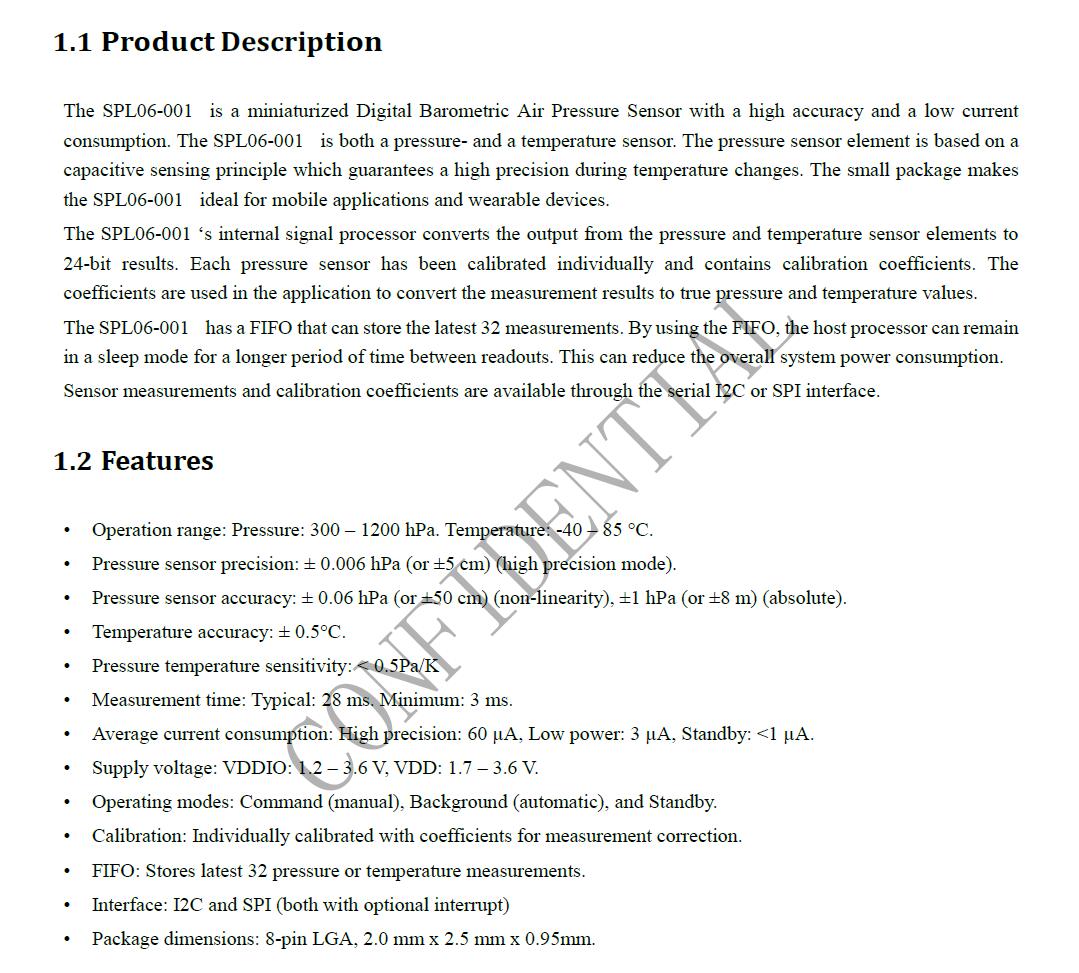 1.1 Product Description
The SPL06-001 is a miniaturized Digital Barometric Air Pressure Sensor with a high accuracy and a low current
consumption. The SPL06-001 is both a pressure- and a temperature sensor. The pressure sensor element is based on a
capacitive sensing principle which guarantees a high precision during temperature changes. The small package makes
the SPL06-001 ideal for mobile applications and wearable devices.
The SPL06-001 ‘s internal signal processor converts the output from the pressure and temperature sensor elements to
24-bit results. Each pressure sensor has been calibrated individually and contains calibration coefficients. The
coefficients are used in the application to convert the measurement results to true pressure and temperature values.
The SPL06-001 has a FIFO that can store the latest 32 measurements. By using the FIFO, the host processor can remain
in a sleep mode for a longer period of time between readouts. This can reduce the overall system power consumption.
Sensor measurements and calibration coefficients are available through the serial I2C or SPI interface.
1.2 Features
• Operation range: Pressure: 300 – 1200 hPa. Temperature: -40 – 85 °C.
• Pressure sensor precision: ± 0.006 hPa (or ±5 cm) (high precision mode).
• Pressure sensor accuracy: ± 0.06 hPa (or ±50 cm) (non-linearity), ±1 hPa (or ±8 m) (absolute).
• Temperature accuracy: ± 0.5°C.
• Pressure temperature sensitivity: < 0.5Pa/K
• Measurement time: Typical: 28 ms. Minimum: 3 ms.
• Average current consumption: High precision: 60 µA, Low power: 3 µA, Standby: <1 µA.
• Supply voltage: VDDIO: 1.2 – 3.6 V, VDD: 1.7 – 3.6 V.
• Operating modes: Command (manual), Background (automatic), and Standby.
• Calibration: Individually calibrated with coefficients for measurement correction.
• FIFO: Stores latest 32 pressure or temperature measurements.
• Interface: I2C and SPI (both with optional interrupt)
• Package dimensions: 8-pin LGA, 2.0 mm x 2.5 mm x 0.95mm.
CONFIDENTIAL